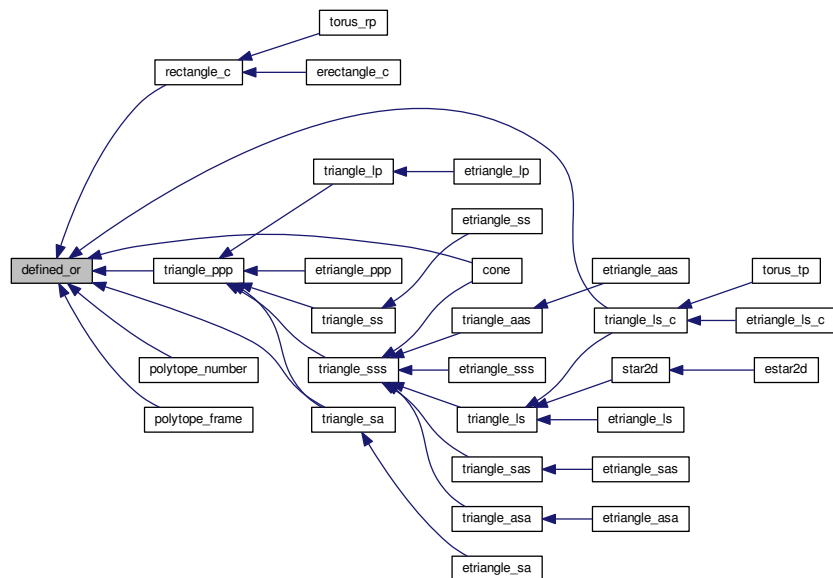 torus_rp
rectangle_c
erectangle_c
triangle_lp
etriangle_lp
etriangle_ss
defined_or
triangle_ppp
etriangle_ppp
cone
etriangle_aas
torus_tp
triangle_ss
triangle_aas
triangle_ls_c
etriangle_ls_c
polytope_number
triangle_sss
etriangle_sss
star2d
estar2d
polytope_frame
triangle_sa
triangle_ls
etriangle_ls
triangle_sas
etriangle_sas
triangle_asa
etriangle_asa
etriangle_sa